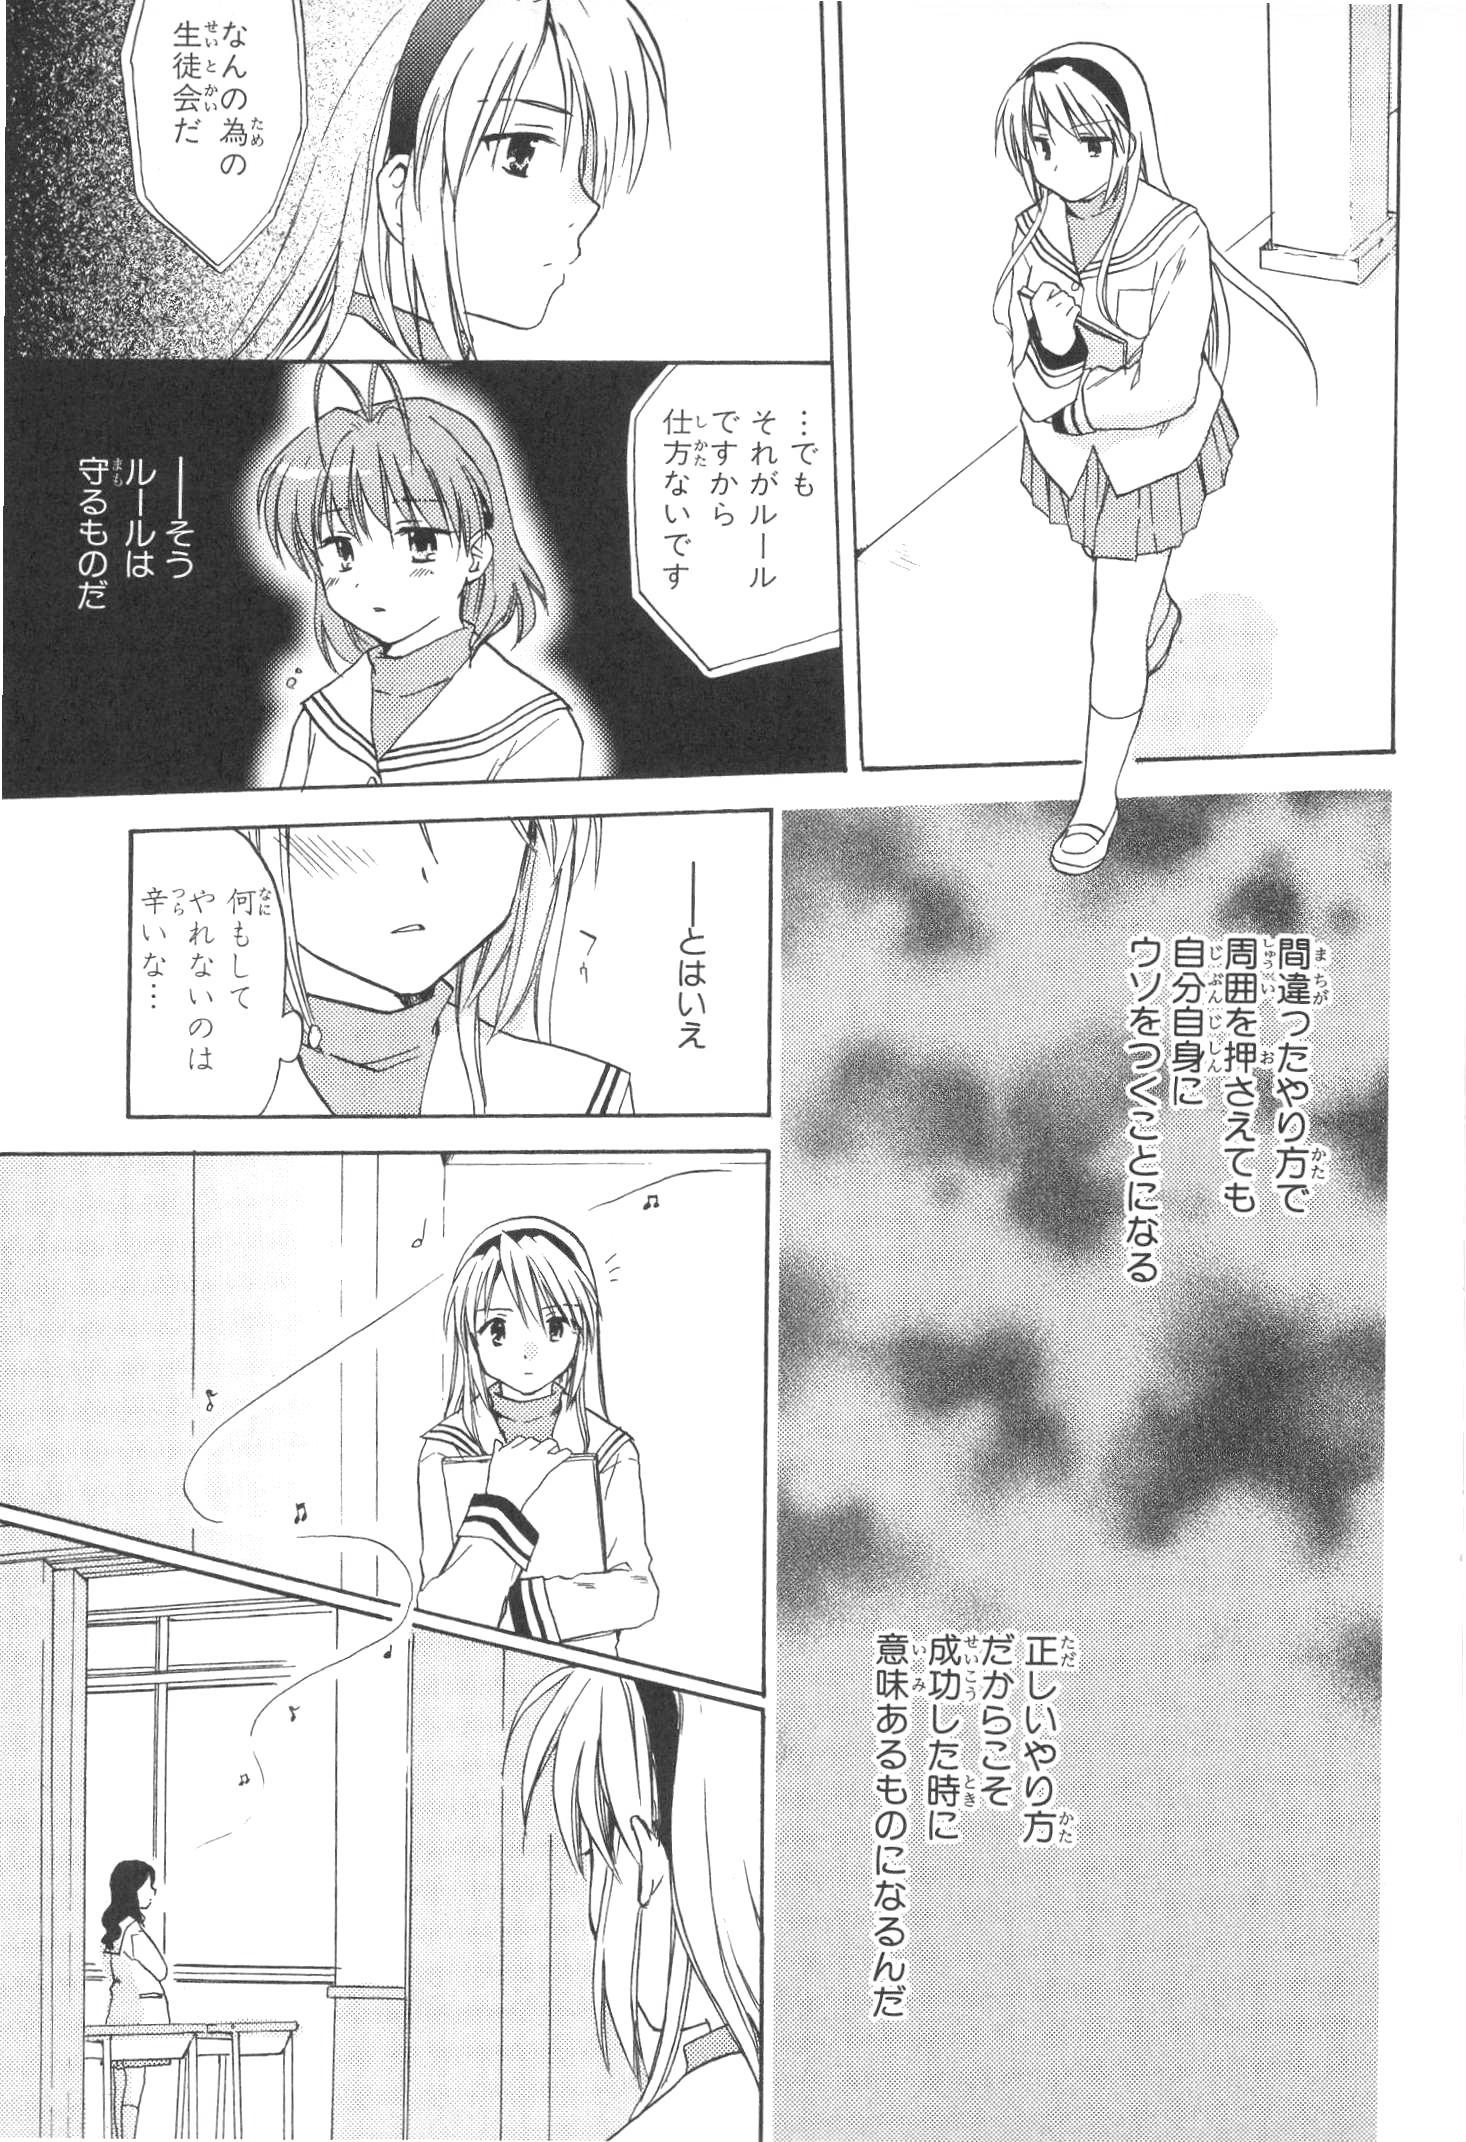 なんの為の
生徒会だ
…でも
それがルール
ですから
仕方ないです
──そう
ルールは
守るものだ
間違ったやり方で
周囲を押さえても
自分自身に
ウソをつくことになる
正しいやり方
だからこそ
成功した時に
意味あるものになるんだ
──とはいえ
フゥ
何もして
やれないのは
辛いな…